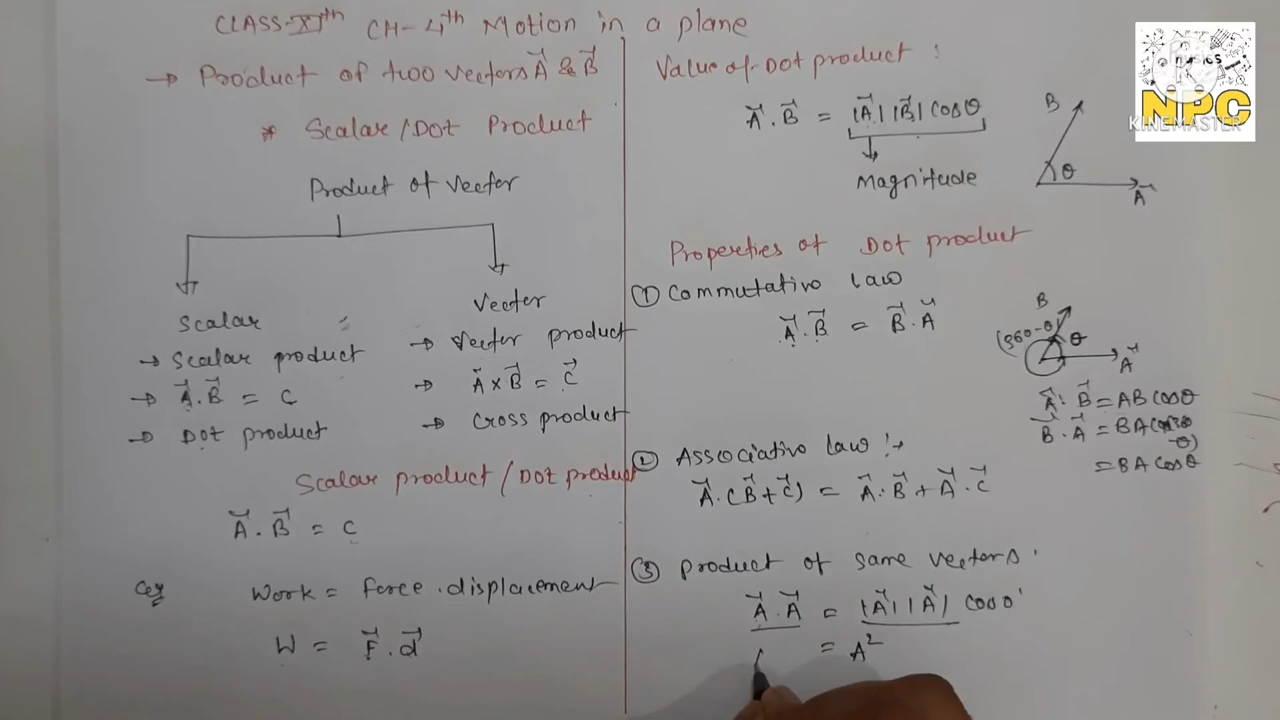 CLASS-XIth CH-4th Motion in a plane
→ Product of two vectors A⃗ & B⃗
* Scalar/Dot Product
Product of vector
Scalar
→ Scalar product
→ A⃗.B⃗ = C
→ Dot product
Vector
→ Vector product
→ A⃗×B⃗ = C⃗
→ Cross product
Scalar product/Dot product
A⃗.B⃗ = C
eg Work = Force.displacement
W = F⃗.d⃗
Value of Dot product :
A⃗.B⃗ = |A⃗||B⃗| cosθ
Magnitude
B
θ
A⃗
Properties of Dot product
① Commutative law
A⃗.B⃗ = B⃗.A⃗
B
(360-θ)
θ
A⃗
A⃗.B⃗ = AB cosθ
B⃗.A⃗ = BA cos(360-θ)
= BA cosθ
② Associative law :→
A⃗.(B⃗+C⃗) = A⃗.B⃗+A⃗.C⃗
③ Product of same vectors.
A⃗.A⃗ = |A⃗||A⃗| cos0°
= A²
Physics
NPC
KINEMASTER